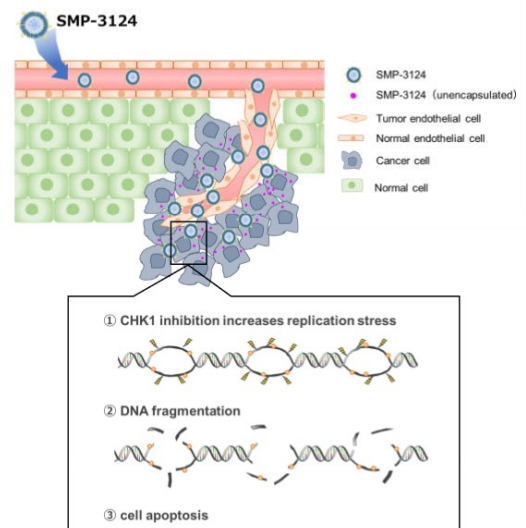 SMP-3124
SMP-3124
SMP-3124（unencapsulated）
Tumor endothelial cell
Normal endothelial cell
Cancer cell
Normal cell
① CHK1 inhibition increases replication stress
② DNA fragmentation
③ cell apoptosis